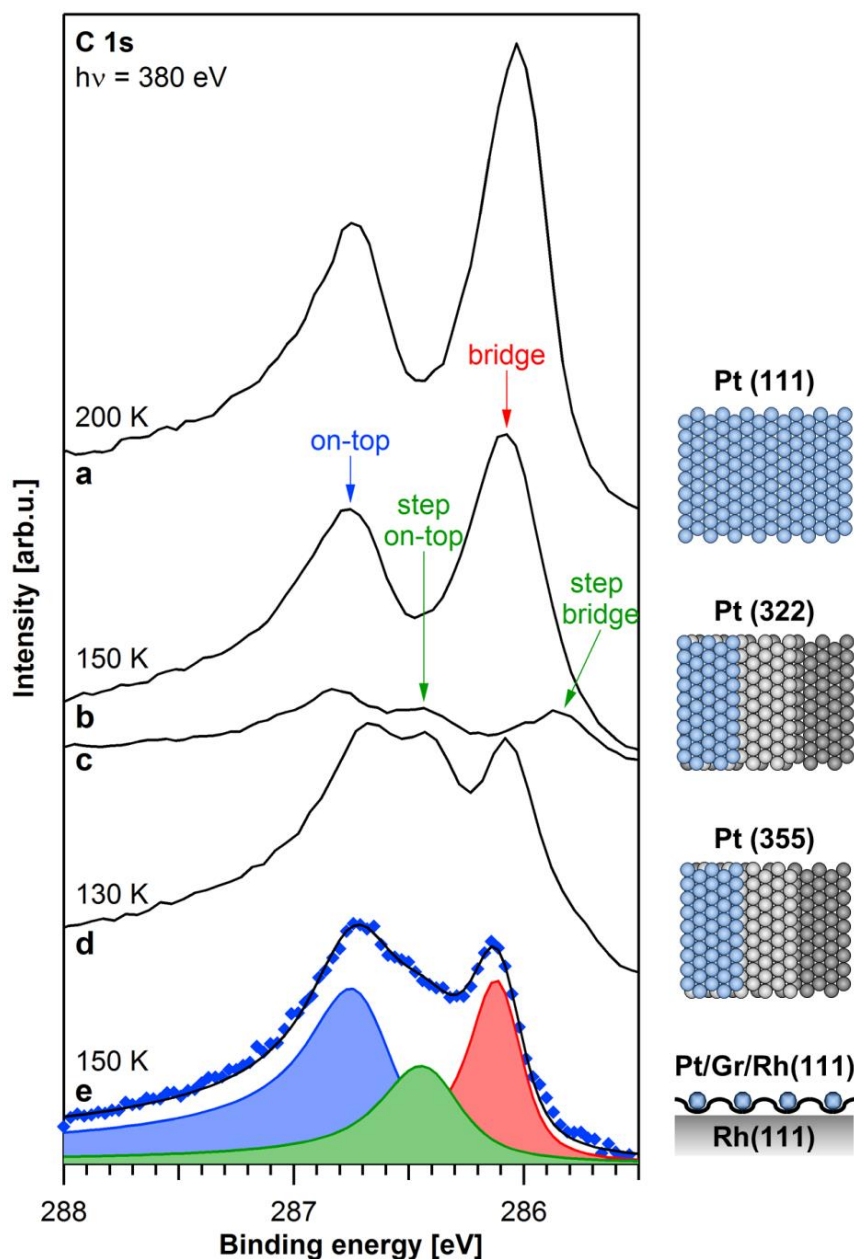 C 1s
hν = 380 eV
bridge
Pt (111)
200 K
a
on-top
step
on-top
step
bridge
Pt (322)
150 K
b
c
Pt (355)
130 K
d
150 K
e
Pt/Gr/Rh(111)
Rh(111)
Intensity [arb.u.]
288
287
286
Binding energy [eV]